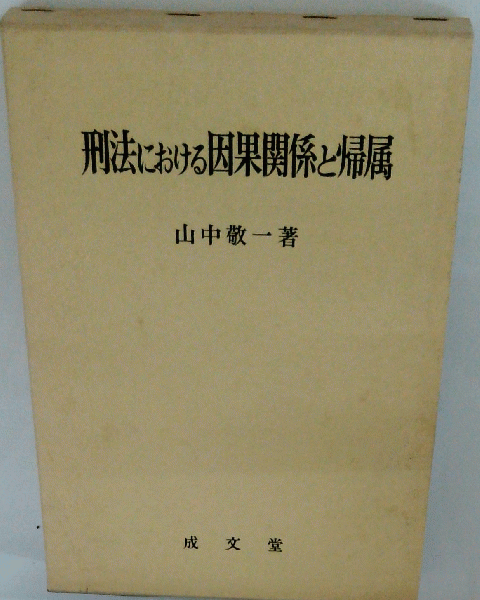 刑法における因果関係と帰属
山中敬一著
成文堂